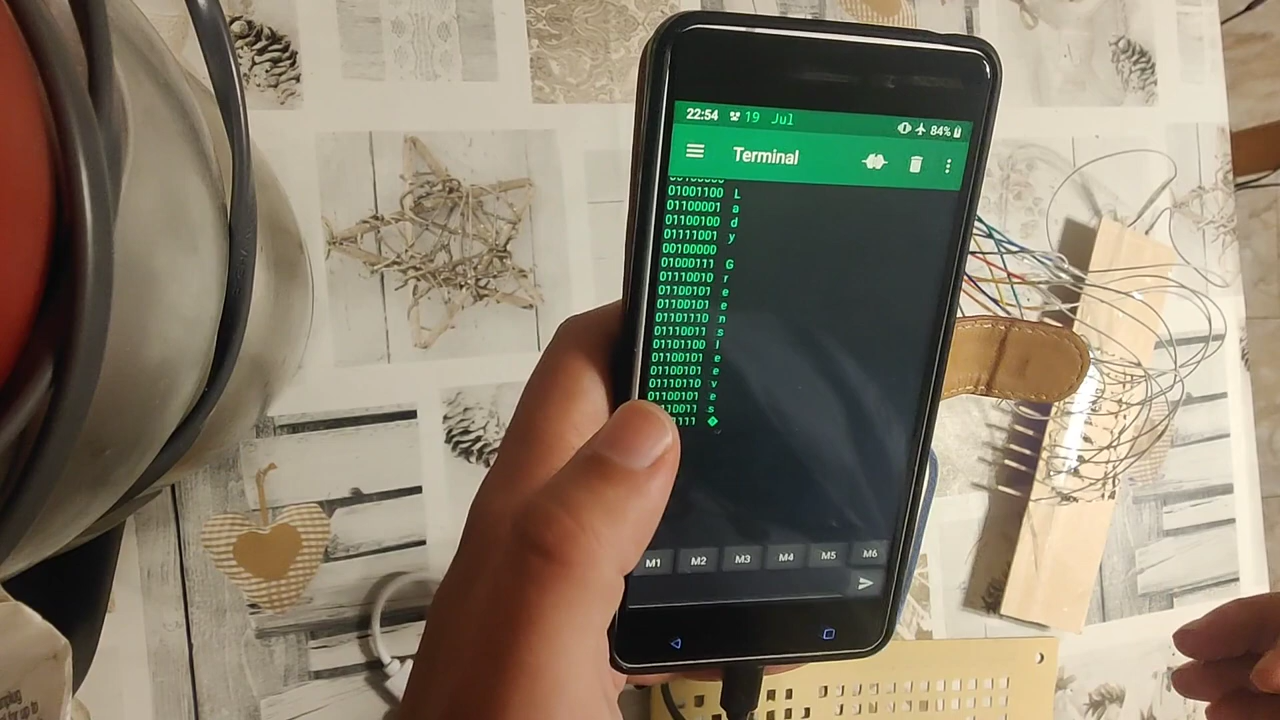 22:54 19 Jul 84%
Terminal
01001100 L
01100001 a
01100100 d
01111001 y
00100000
01000111 G
01110010 r
01100101 e
01100101 e
01101110 n
01110011 s
01101100 l
01100101 e
01100101 e
01110110 v
01100101 e
10011 s
M1 M2 M3 M4 M5 M6